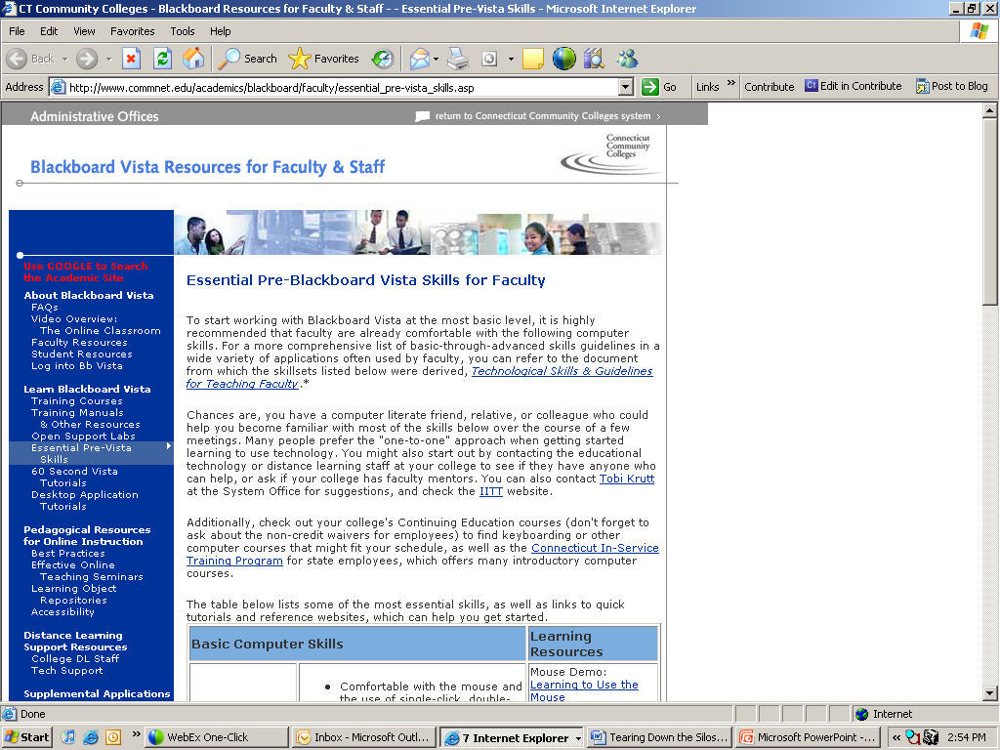 CT Community Colleges - Blackboard Resources for Faculty & Staff - - Essential Pre-Vista Skills - Microsoft Internet Explorer
File Edit View Favorites Tools Help
Back Search Favorites
Address http://www.commnet.edu/academics/blackboard/faculty/essential_pre-vista_skills.asp Go Links » Contribute Edit in Contribute Post to Blog
Administrative Offices
return to Connecticut Community Colleges system >
Connecticut
Community
Colleges
Blackboard Vista Resources for Faculty & Staff
Use GOOGLE to Search
the Academic Site
About Blackboard Vista
FAQs
Video Overview:
The Online Classroom
Faculty Resources
Student Resources
Log into Bb Vista
Learn Blackboard Vista
Training Courses
Training Manuals
& Other Resources
Open Support Labs
Essential Pre-Vista
Skills
60 Second Vista
Tutorials
Desktop Application
Tutorials
Pedagogical Resources
for Online Instruction
Best Practices
Effective Online
Teaching Seminars
Learning Object
Repositories
Accessibility
Distance Learning
Support Resources
College DL Staff
Tech Support
Supplemental Applications
Essential Pre-Blackboard Vista Skills for Faculty
To start working with Blackboard Vista at the most basic level, it is highly
recommended that faculty are already comfortable with the following computer
skills. For a more comprehensive list of basic-through-advanced skills guidelines in a
wide variety of applications often used by faculty, you can refer to the document
from which the skillsets listed below were derived, Technological Skills & Guidelines
for Teaching Faculty.*
Chances are, you have a computer literate friend, relative, or colleague who could
help you become familiar with most of the skills below over the course of a few
meetings. Many people prefer the "one-to-one" approach when getting started
learning to use technology. You might also start out by contacting the educational
technology or distance learning staff at your college to see if they have anyone who
can help, or ask if your college has faculty mentors. You can also contact Tobi Krutt
at the System Office for suggestions, and check the IITT website.
Additionally, check out your college's Continuing Education courses (don't forget to
ask about the non-credit waivers for employees) to find keyboarding or other
computer courses that might fit your schedule, as well as the Connecticut In-Service
Training Program for state employees, which offers many introductory computer
courses.
The table below lists some of the most essential skills, as well as links to quick
tutorials and reference websites, which can help you get started.
Basic Computer Skills
Learning
Resources
• Comfortable with the mouse and
the use of single-click, double-
Mouse Demo:
Learning to Use the
Mouse
Done Internet
Start » WebEx One-Click Inbox - Microsoft Outl... 7 Internet Explorer Tearing Down the Silos... Microsoft PowerPoint -... « 2:54 PM